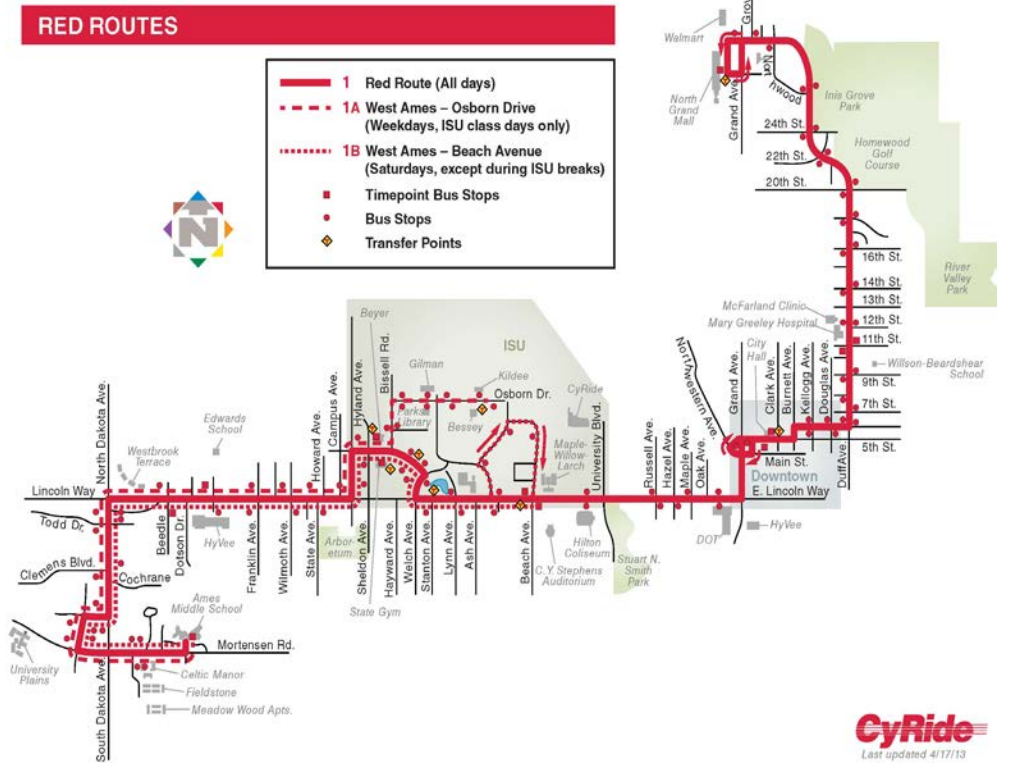 RED ROUTES
1 Red Route (All days)
1A West Ames – Osborn Drive
(Weekdays, ISU class days only)
1B West Ames – Beach Avenue
(Saturdays, except during ISU breaks)
Timepoint Bus Stops
Bus Stops
Transfer Points
N
Walmart
North
Grand
Mall
Grand Ave.
Grov
Nort
hwood
Inis Grove
Park
24th St.
22th St.
20th St.
Homewood
Golf
Course
16th St.
14th St.
13th St.
12th St.
11th St.
9th St.
7th St.
5th St.
River
Valley
Park
McFarland Clinic
Mary Greeley Hospital
Willson-Beardshear
School
City
Hall
Northwestern Ave.
Grand Ave.
Clark Ave.
Burnett Ave.
Kellogg Ave.
Douglas Ave.
Duff Ave.
Main St.
Downtown
E. Lincoln Way
DOT
HyVee
Beyer
ISU
Bissell Rd.
Hyland Ave.
Campus Ave.
Howard Ave.
Gilman
Kildee
Osborn Dr.
CyRide
Parks
Library
Bessey
Maple-
Willow-
Larch
University Blvd.
Russell Ave.
Hazel Ave.
Maple Ave.
Oak Ave.
North Dakota Ave.
Edwards
School
Westbrook
Terrace
Lincoln Way
Todd Dr.
Beedle
Dotson Dr.
HyVee
Franklin Ave.
Wilmoth Ave.
State Ave.
Arbor-
etum
Sheldon Ave.
Hayward Ave.
Welch Ave.
Stanton Ave.
Lynn Ave.
Ash Ave.
Beach Ave.
State Gym
C.Y. Stephens
Auditorium
Hilton
Coliseum
Stuart N.
Smith
Park
Clemens Blvd.
Cochrane
Ames
Middle School
Mortensen Rd.
University
Plains
South Dakota Ave.
Celtic Manor
Fieldstone
Meadow Wood Apts.
CyRide
Last updated 4/17/13